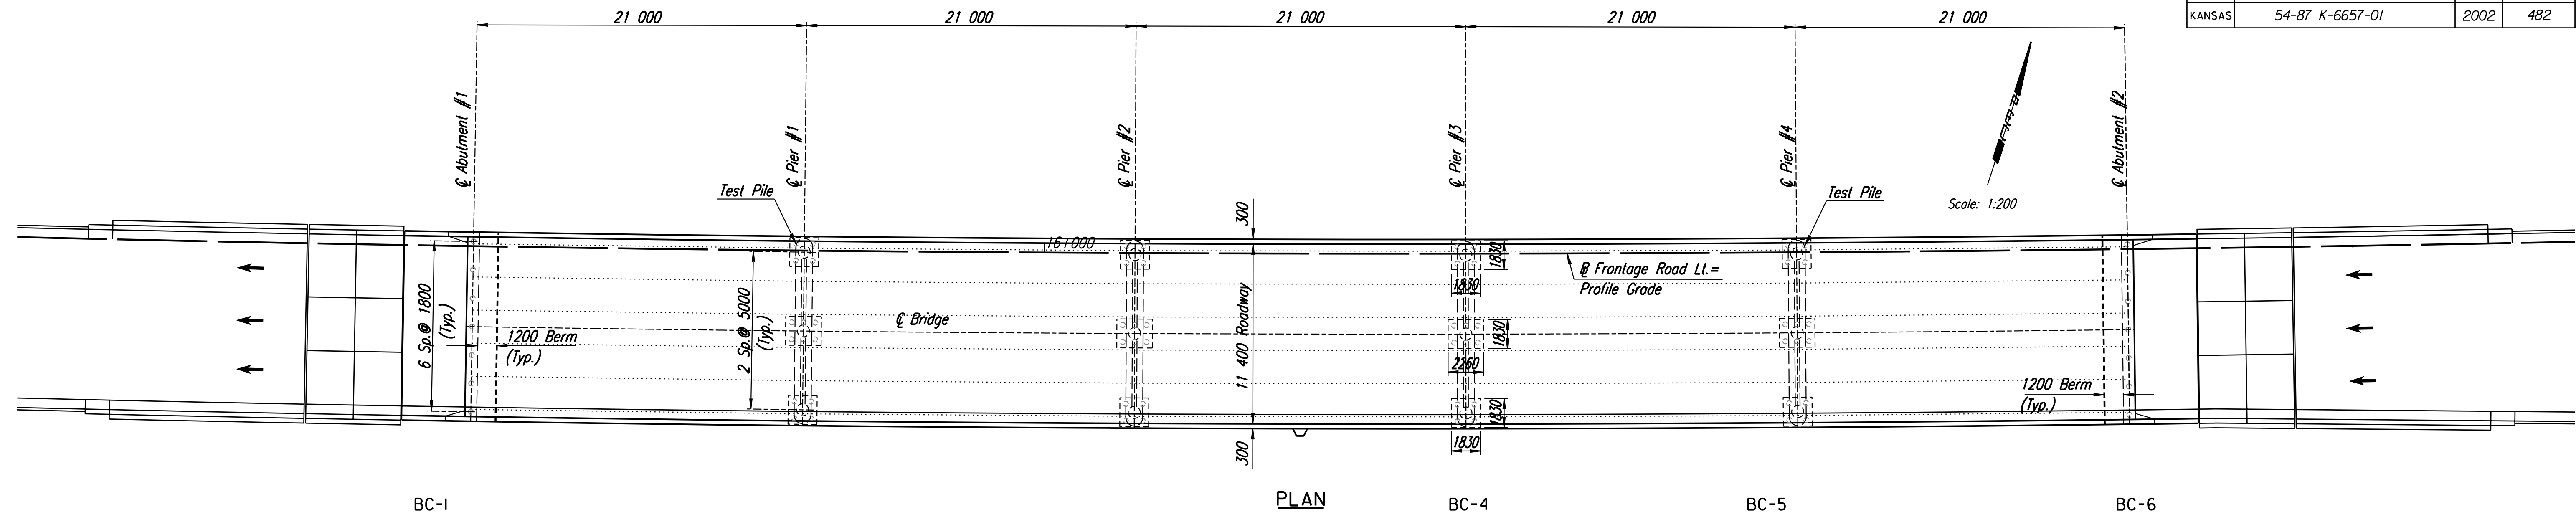 21 000
21 000
21 000
21 000
21 000
KANSAS 54-87 K-6657-01 2002 482
℄ Abutment #1
℄ Pier #1
℄ Pier #2
℄ Pier #3
℄ Pier #4
℄ Abutment #2
Test Pile
Test Pile
Scale: 1:200
300
161000
6 Sp.@ 1800
(Typ.)
2 Sp.@ 5000
(Typ.)
11 400 Roadway
1830
1830
Frontage Road Lt.=
Profile Grade
℄ Bridge
1200 Berm
(Typ.)
1830
2260
1830
1830
1200 Berm
(Typ.)
300
BC-1
PLAN
BC-4
BC-5
BC-6